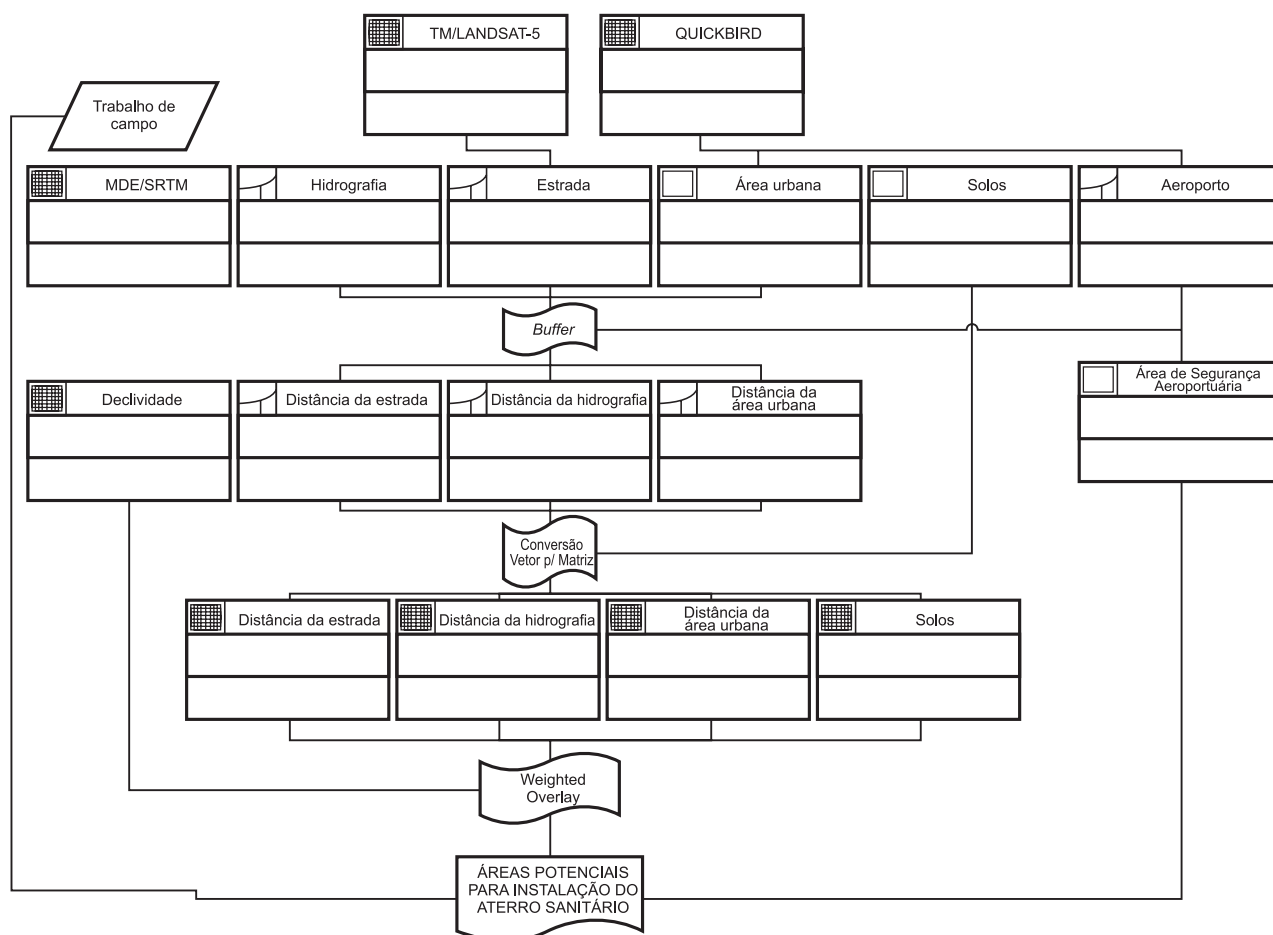 TM/LANDSAT-5
QUICKBIRD
Trabalho de
campo
MDE/SRTM
Hidrografia
Estrada
Área urbana
Solos
Aeroporto
Buffer
Declividade
Distância da estrada
Distância da hidrografia
Distância da
área urbana
Área de Segurança
Aeroportuária
Conversão
Vetor p/ Matriz
Distância da estrada
Distância da hidrografia
Distância da
área urbana
Solos
Weighted
Overlay
ÁREAS POTENCIAIS
PARA INSTALAÇÃO DO
ATERRO SANITÁRIO